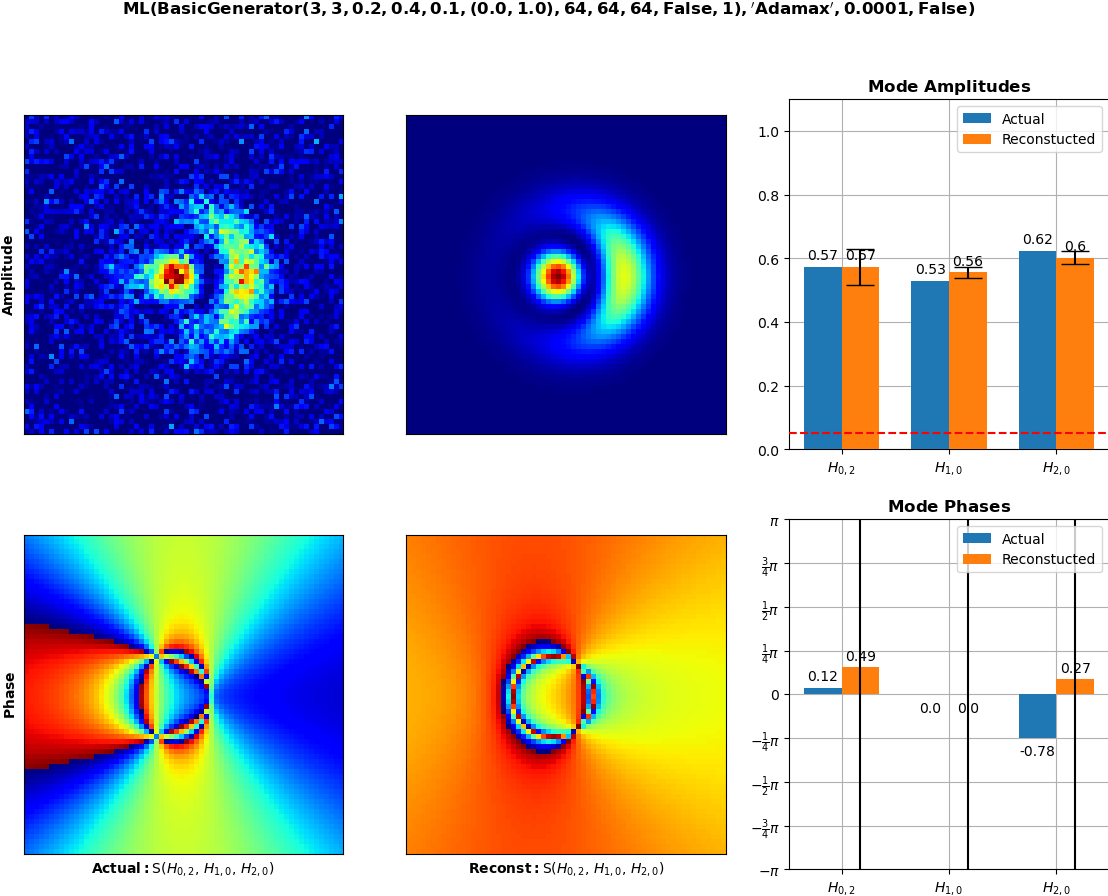 ML(BasicGenerator(3, 3, 0.2, 0.4, 0.1, (0.0, 1.0), 64, 64, 64, False, 1), ′Adamax′, 0.0001, False)
Amplitude
Mode Amplitudes
Actual
Reconstucted
1.0
0.8
0.6
0.4
0.2
0.0
0.57 0.57
0.53 0.56
0.62 0.6
H₀,₂ H₁,₀ H₂,₀
Phase
Actual: S(H₀,₂, H₁,₀, H₂,₀)
Reconst: S(H₀,₂, H₁,₀, H₂,₀)
Mode Phases
Actual
Reconstucted
π
3/4π
1/2π
1/4π
0
−1/4π
−1/2π
−3/4π
−π
0.12 0.49
0.0 0.0
-0.78 0.27
H₀,₂ H₁,₀ H₂,₀